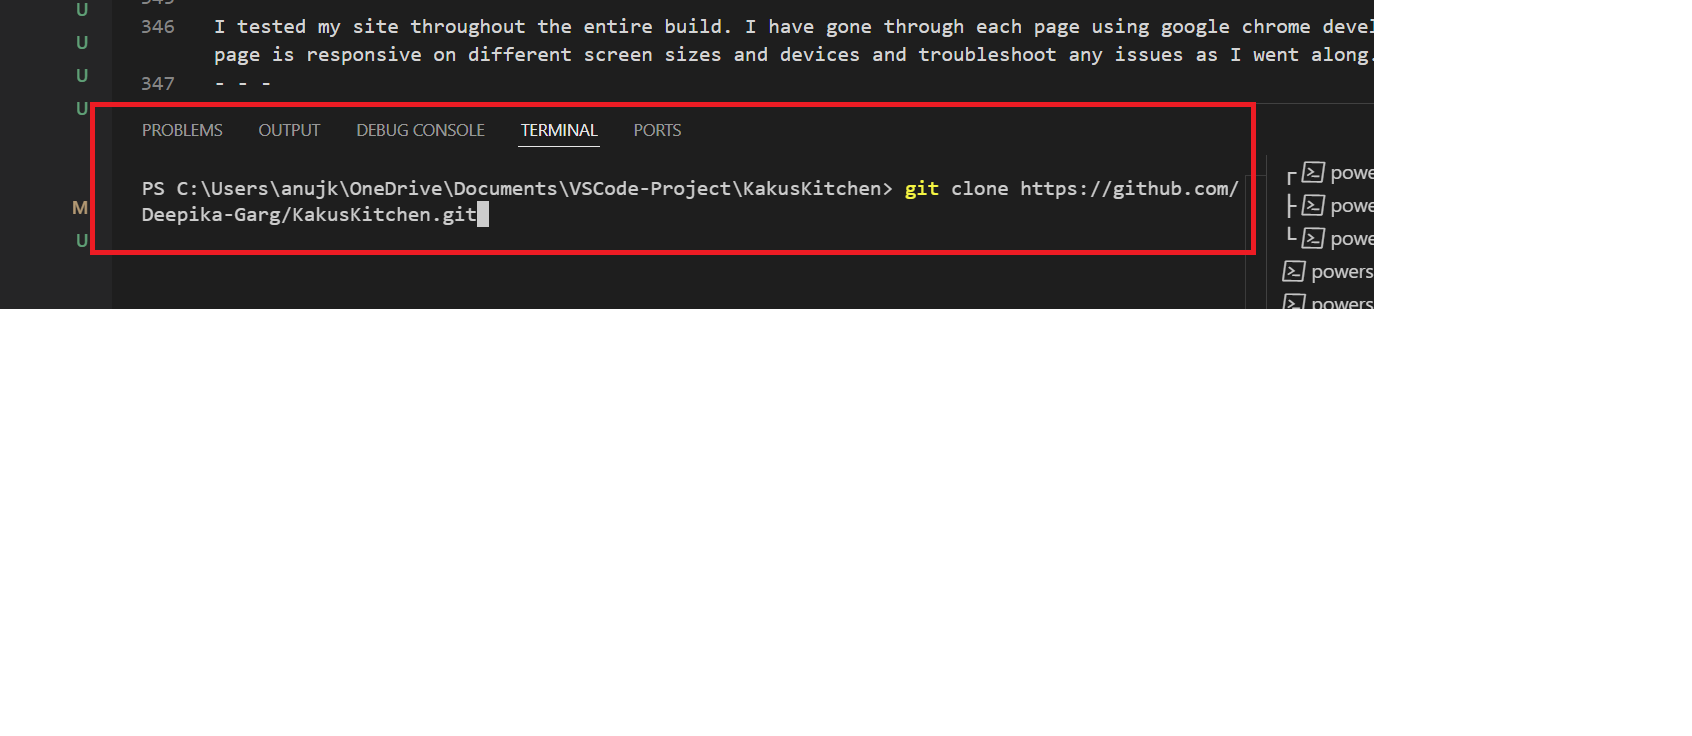 U
346 I tested my site throughout the entire build. I have gone through each page using google chrome devel
U
page is responsive on different screen sizes and devices and troubleshoot any issues as I went along.
U
347 - - -
U
PROBLEMS OUTPUT DEBUG CONSOLE TERMINAL PORTS
PS C:\Users\anujk\OneDrive\Documents\VSCode-Project\KakusKitchen> git clone https://github.com/
Deepika-Garg/KakusKitchen.git
M
U
powe
powe
powe
powers
powers